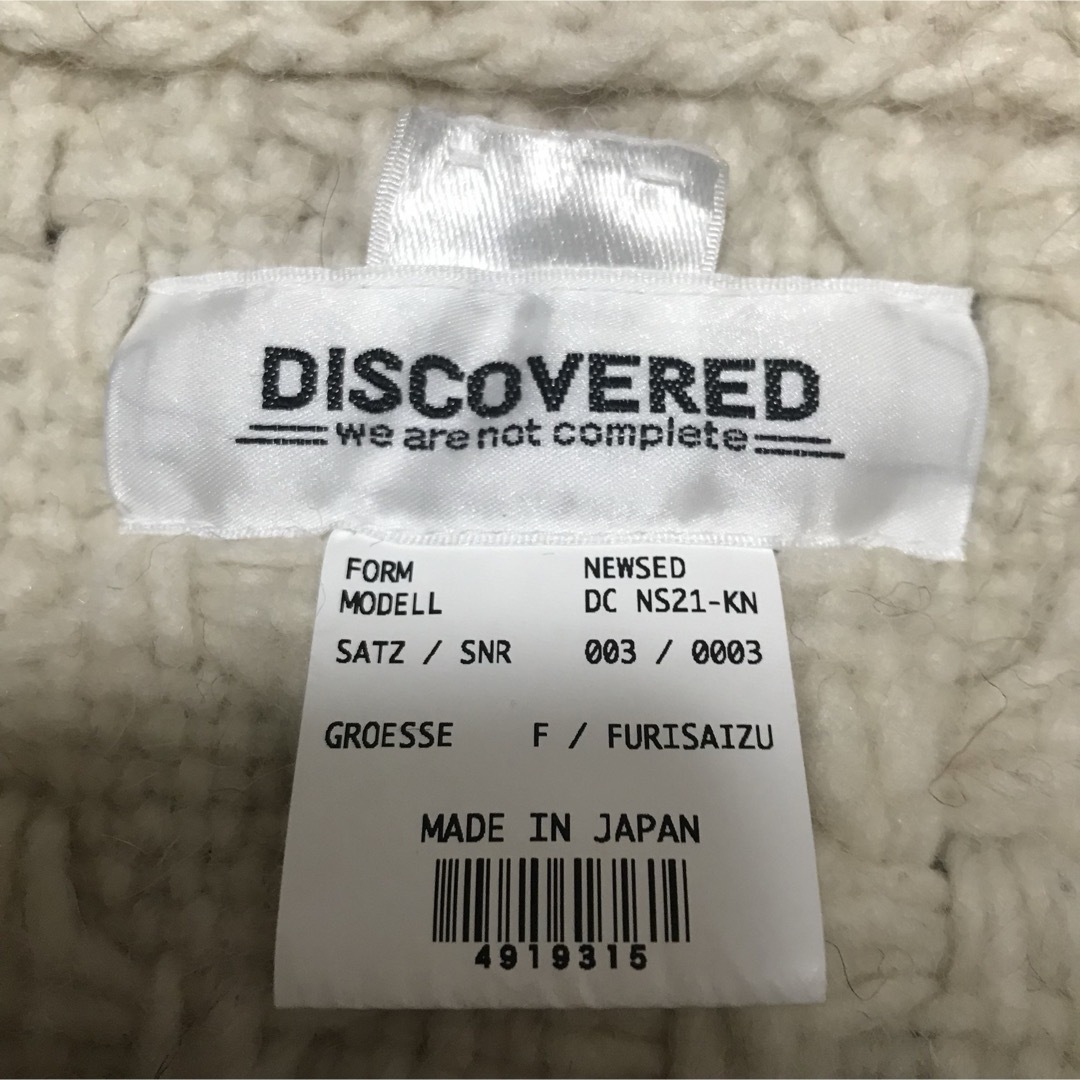 DISCOVERED
we are not complete
FORM NEWSED
MODELL DC NS21-KN
SATZ / SNR 003 / 0003
GROESSE F / FURISAIZU
MADE IN JAPAN
4919315